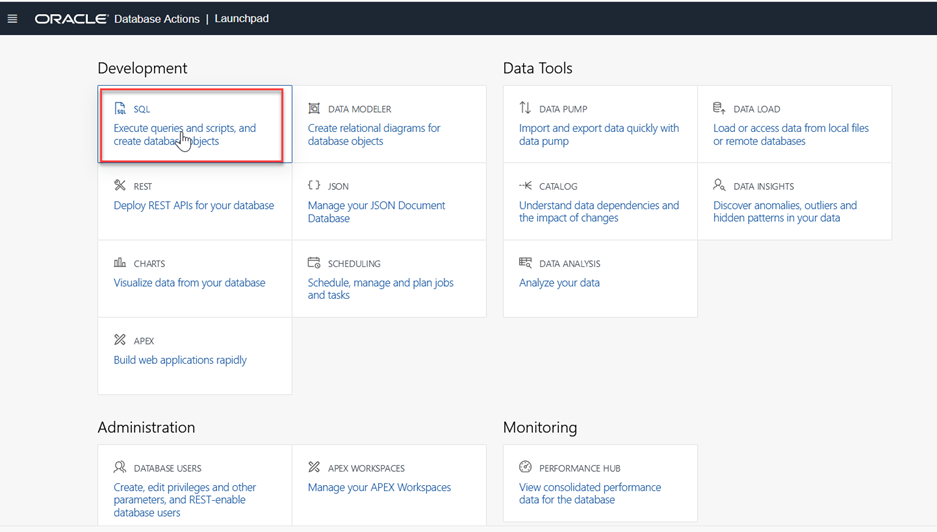 ORACLE Database Actions | Launchpad
Development
SQL
Execute queries and scripts, and
create database objects
DATA MODELER
Create relational diagrams for
database objects
REST
Deploy REST APIs for your database
JSON
Manage your JSON Document
Database
CHARTS
Visualize data from your database
SCHEDULING
Schedule, manage and plan jobs
and tasks
APEX
Build web applications rapidly
Data Tools
DATA PUMP
Import and export data quickly with
data pump
DATA LOAD
Load or access data from local files
or remote databases
CATALOG
Understand data dependencies and
the impact of changes
DATA INSIGHTS
Discover anomalies, outliers and
hidden patterns in your data
DATA ANALYSIS
Analyze your data
Administration
DATABASE USERS
Create, edit privileges and other
parameters, and REST-enable
database users
APEX WORKSPACES
Manage your APEX Workspaces
Monitoring
PERFORMANCE HUB
View consolidated performance
data for the database